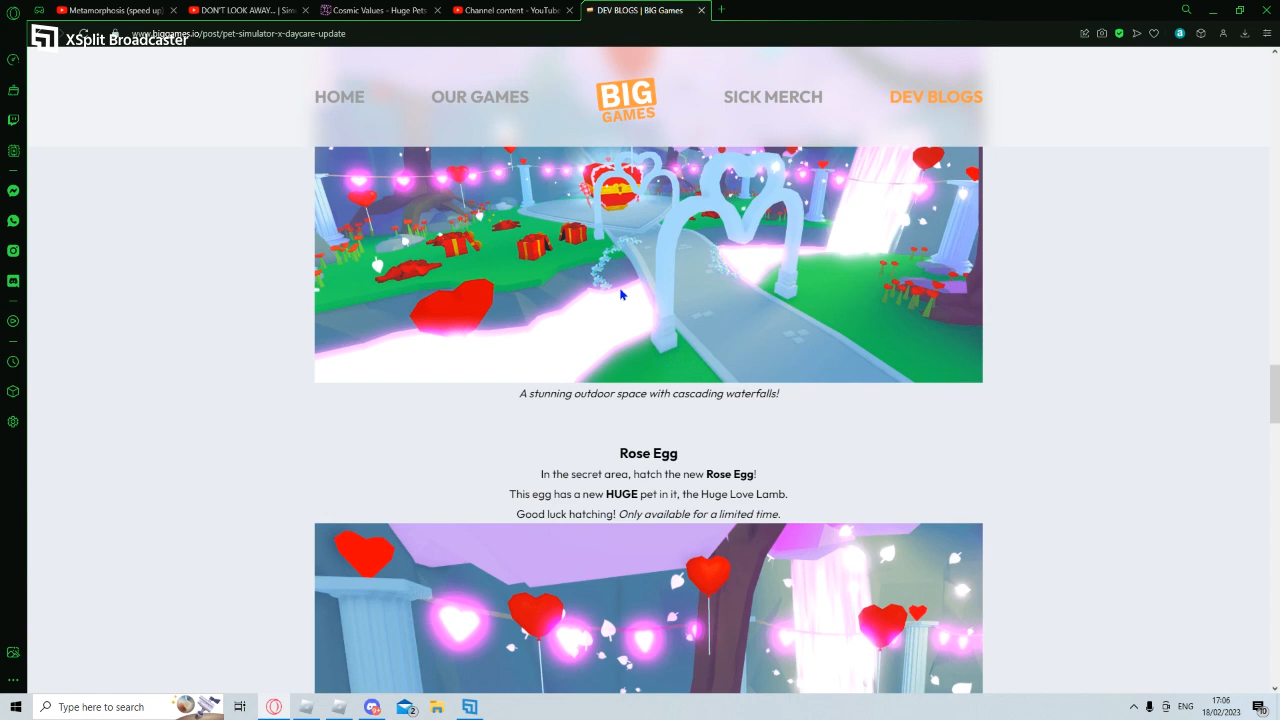 Metamorphosis (speed up)
DON'T LOOK AWAY... | Sim
Cosmic Values - Huge Pets
Channel content - YouTube
DEV BLOGS | BIG Games
XSplit Broadcaster
www.biggames.io/post/pet-simulator-x-daycare-update
HOME
OUR GAMES
BIG
GAMES
SICK MERCH
DEV BLOGS
A stunning outdoor space with cascading waterfalls!
Rose Egg
In the secret area, hatch the new Rose Egg!
This egg has a new HUGE pet in it, the Huge Love Lamb.
Good luck hatching! Only available for a limited time.
Type here to search
2
ENG
17:06
18/02/2023
10